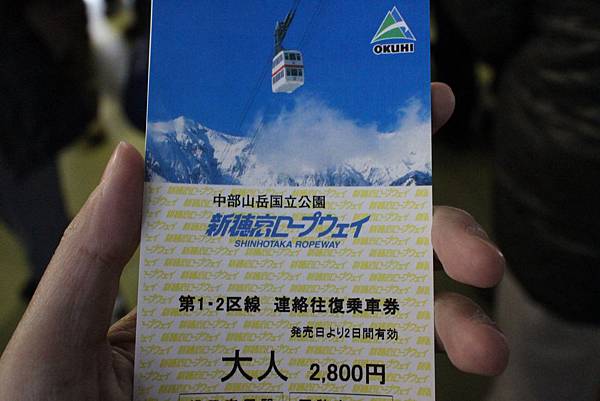 OKUHI
中部山岳国立公園
新穂高ロープウェイ
SHINHOTAKA ROPEWAY
第1・2区線 連絡往復乗車券
発売日より2日間有効
大人 2,800円